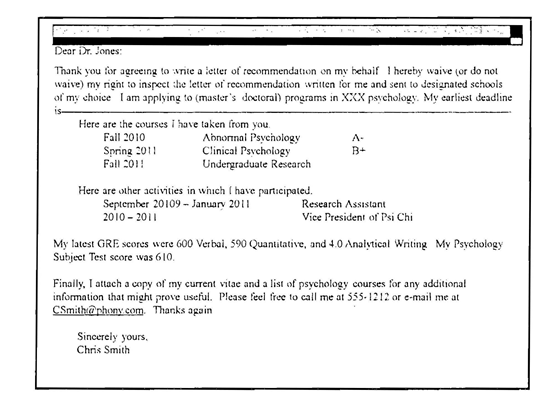 Dear Dr. Jones:
Thank you for agreeing to write a letter of recommendation on my behalf I hereby waive (or do not
waive) my right to inspect the letter of recommendation written for me and sent to designated schools
of my choice I am applying to (master's doctoral) programs in XXX psychology. My earliest deadline
is
Here are the courses I have taken from you.
Fall 2010 Abnormal Psychology A-
Spring 2011 Clinical Psychology B+
Fall 2011 Undergraduate Research
Here are other activities in which I have participated.
September 20109 – January 2011 Research Assistant
2010 – 2011 Vice President of Psi Chi
My latest GRE scores were 600 Verbal, 590 Quantitative, and 4.0 Analytical Writing My Psychology
Subject Test score was 610.
Finally, I attach a copy of my current vitae and a list of psychology courses for any additional
information that might prove useful. Please feel free to call me at 555-1212 or e-mail me at
CSmith@phony.com. Thanks again
Sincerely yours,
Chris Smith